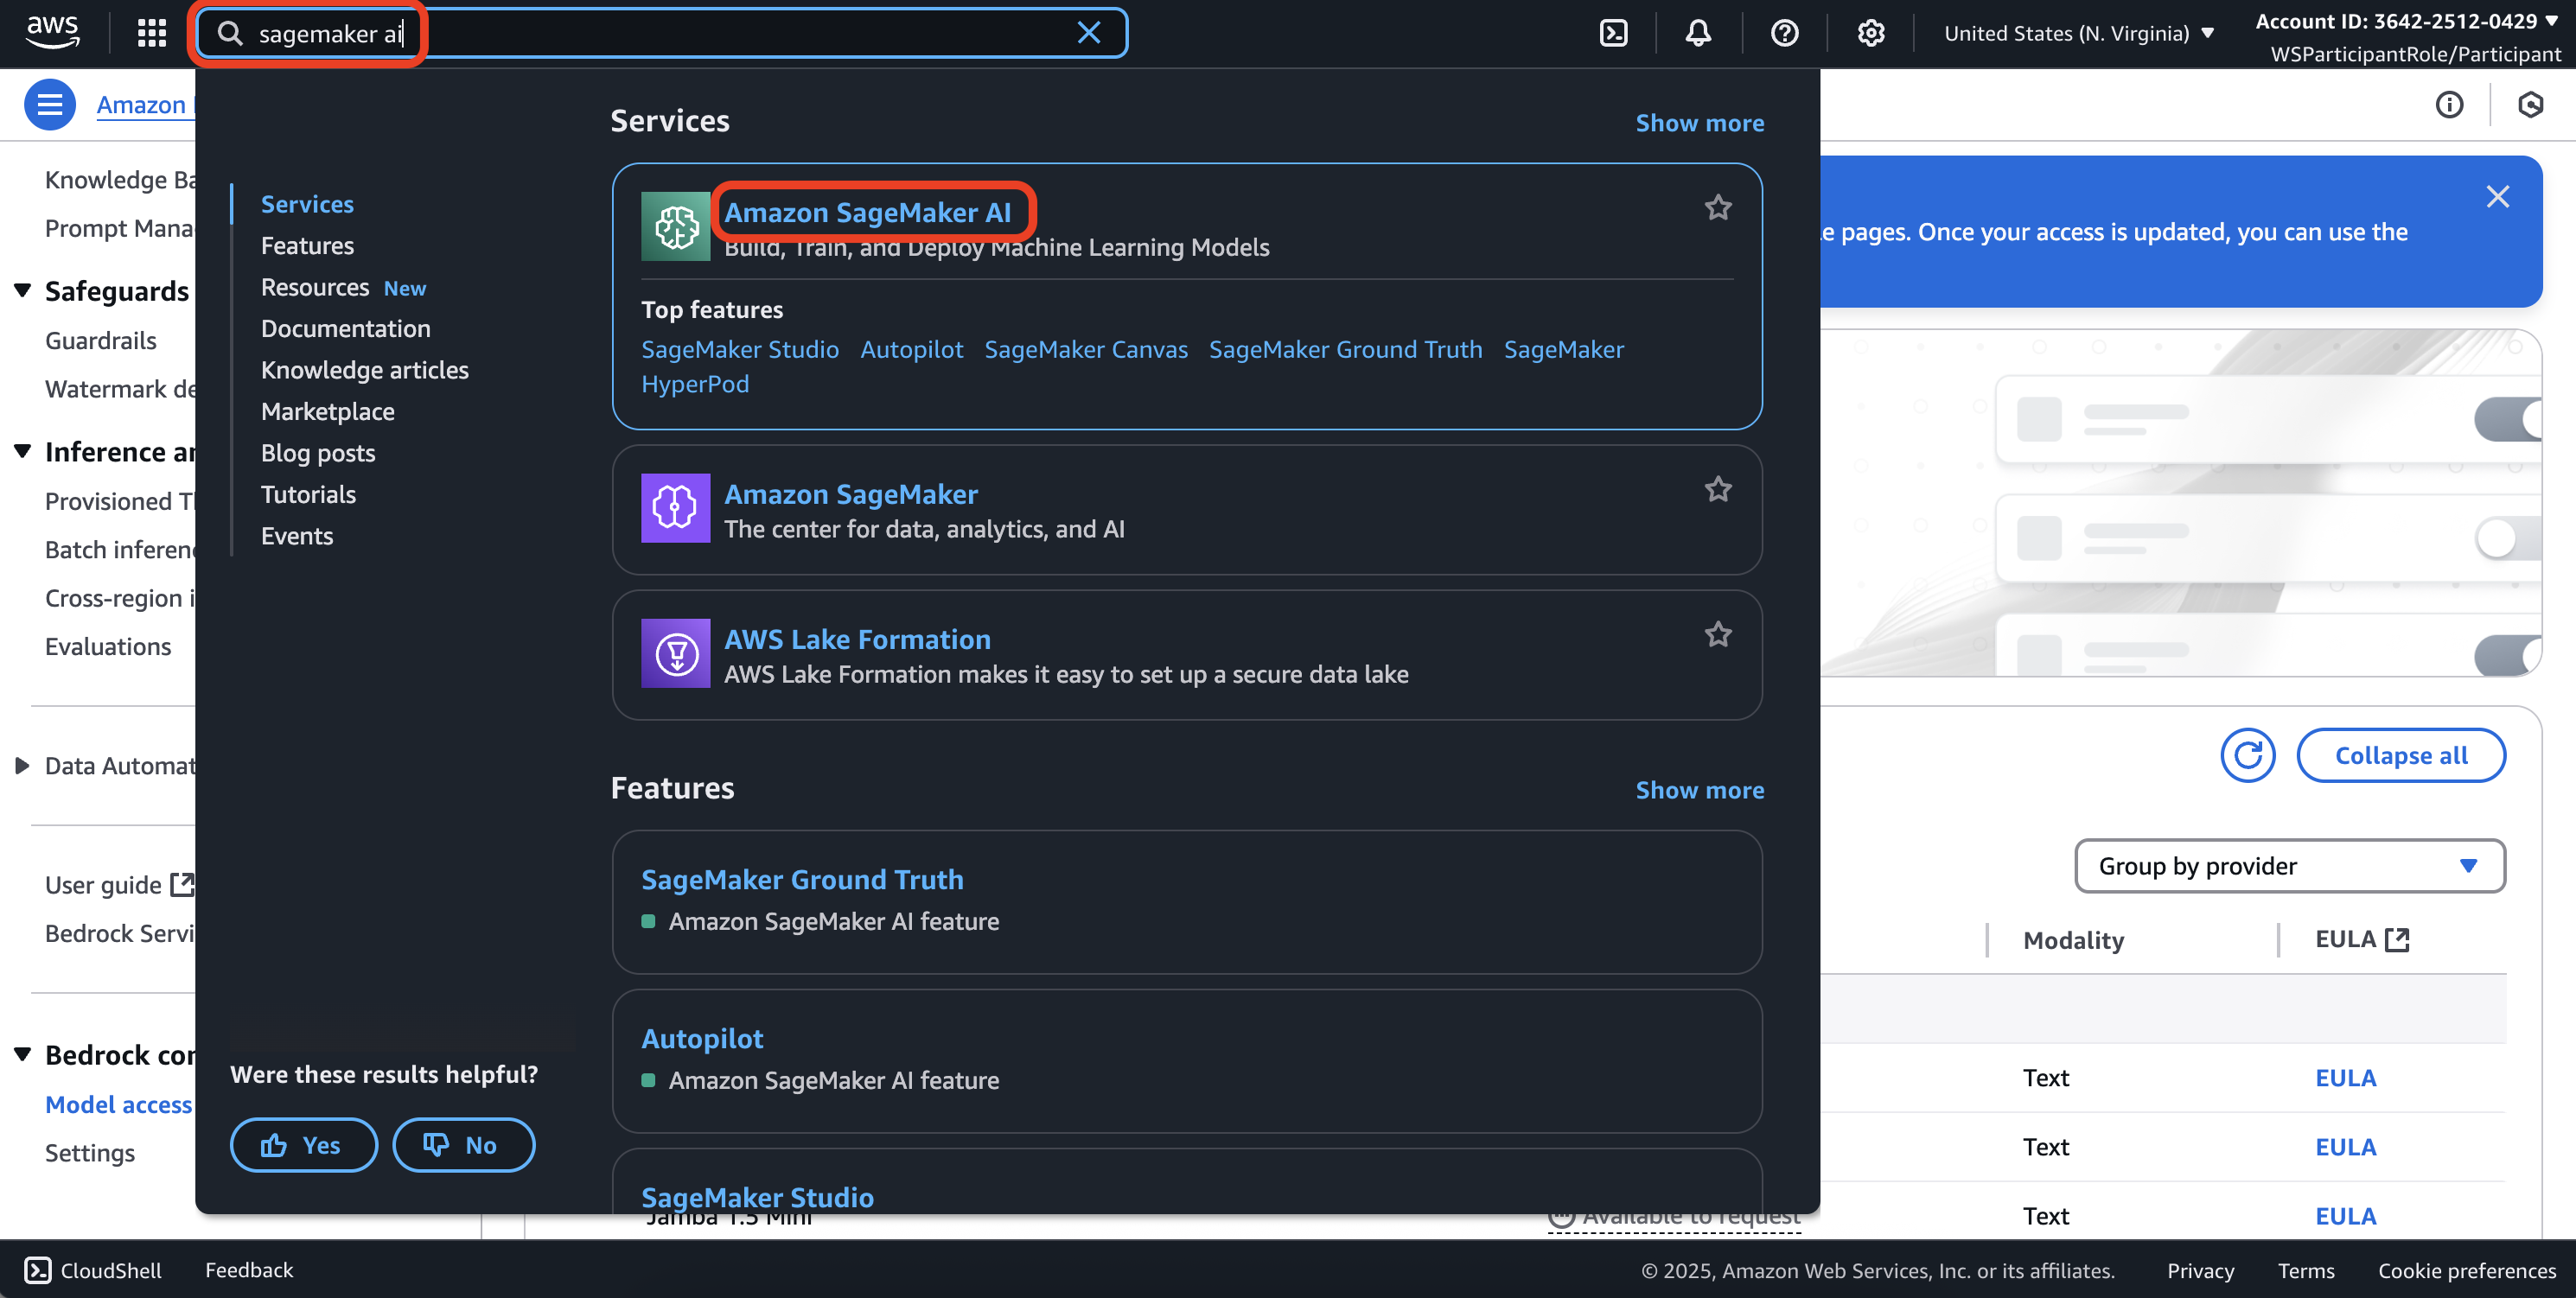 aws
sagemaker ai
United States (N. Virginia)
Account ID: 3642-2512-0429
WSParticipantRole/Participant
Amazon
Knowledge Ba
Prompt Mana
Safeguards
Guardrails
Watermark de
Inference an
Provisioned Th
Batch inferenc
Cross-region i
Evaluations
Data Automat
User guide
Bedrock Servi
Bedrock con
Model access
Settings
Services
Features
Resources New
Documentation
Knowledge articles
Marketplace
Blog posts
Tutorials
Events
Were these results helpful?
Yes
No
Services
Show more
Amazon SageMaker AI
Build, Train, and Deploy Machine Learning Models
Top features
SageMaker Studio Autopilot SageMaker Canvas SageMaker Ground Truth SageMaker
HyperPod
Amazon SageMaker
The center for data, analytics, and AI
AWS Lake Formation
AWS Lake Formation makes it easy to set up a secure data lake
Features
Show more
SageMaker Ground Truth
Amazon SageMaker AI feature
Autopilot
Amazon SageMaker AI feature
SageMaker Studio
Jamba 1.5 Mini
Available to request
e pages. Once your access is updated, you can use the
Collapse all
Group by provider
Modality
EULA
Text EULA
Text EULA
Text EULA
CloudShell
Feedback
© 2025, Amazon Web Services, Inc. or its affiliates.
Privacy
Terms
Cookie preferences